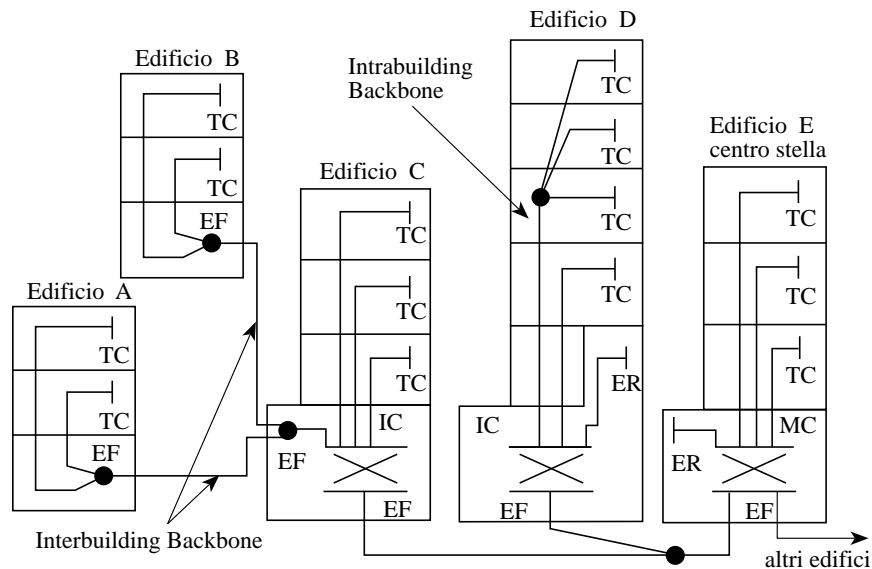 Edificio D
Edificio B
Intrabuilding
Backbone
TC
TC
TC
TC
EF
Edificio C
TC
TC
TC
TC
TC
Edificio E
centro stella
TC
TC
TC
Edificio A
TC
TC
EF
IC
EF
EF
ER
IC
EF
MC
ER
EF
Interbuilding Backbone
altri edifici